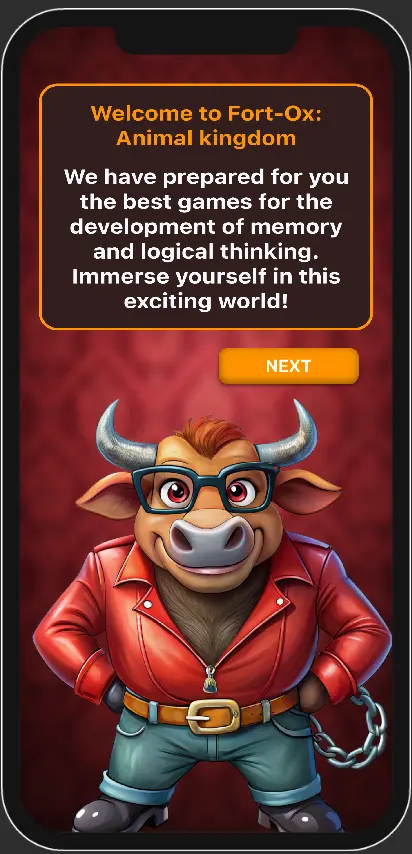 Welcome to Fort-Ox:
Animal kingdom
We have prepared for you
the best games for the
development of memory
and logical thinking.
Immerse yourself in this
exciting world!
NEXT